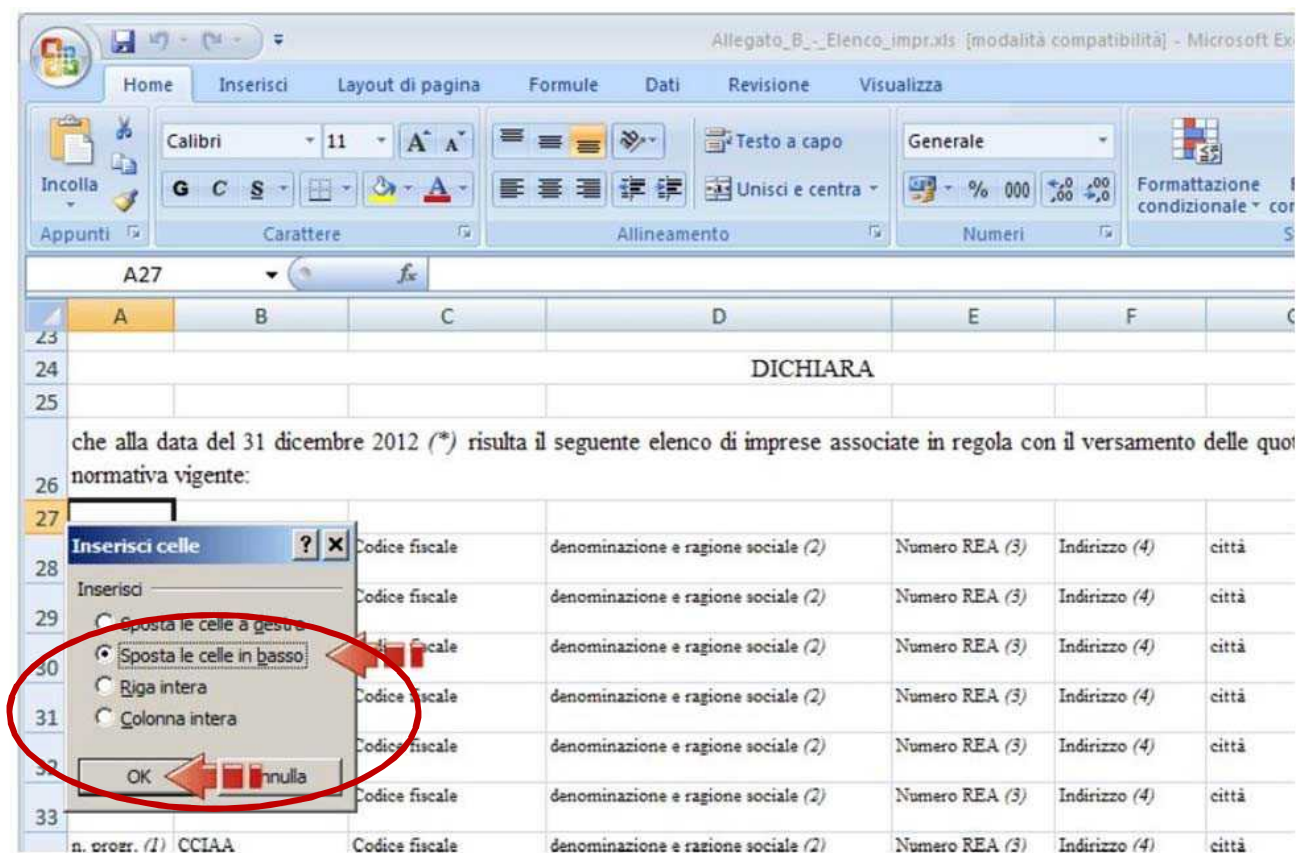 Allegato_B_-_Elenco_impr.xls [modalità compatibilità] - Microsoft Ex
Home Inserisci Layout di pagina Formule Dati Revisione Visualizza
Calibri 11 Testo a capo Generale
Incolla G C S Unisci e centra % 000 Formattazione condizionale
Appunti Carattere Allineamento Numeri
A27 fx
A B C D E F
23
24 DICHIARA
25
che alla data del 31 dicembre 2012 (*) risulta il seguente elenco di imprese associate in regola con il versamento delle quot
26 normativa vigente:
27
Inserisci celle ? X
Inserisci
Sposta le celle a destra
Sposta le celle in basso
Riga intera
Colonna intera
OK Annulla
28 Codice fiscale denominazione e ragione sociale (2) Numero REA (3) Indirizzo (4) città
29 Codice fiscale denominazione e ragione sociale (2) Numero REA (3) Indirizzo (4) città
30 Codice fiscale denominazione e ragione sociale (2) Numero REA (3) Indirizzo (4) città
31 Codice fiscale denominazione e ragione sociale (2) Numero REA (3) Indirizzo (4) città
32 Codice fiscale denominazione e ragione sociale (2) Numero REA (3) Indirizzo (4) città
33 Codice fiscale denominazione e ragione sociale (2) Numero REA (3) Indirizzo (4) città
n. progr. (1) CCIAA Codice fiscale denominazione e ragione sociale (2) Numero REA (3) Indirizzo (4) città